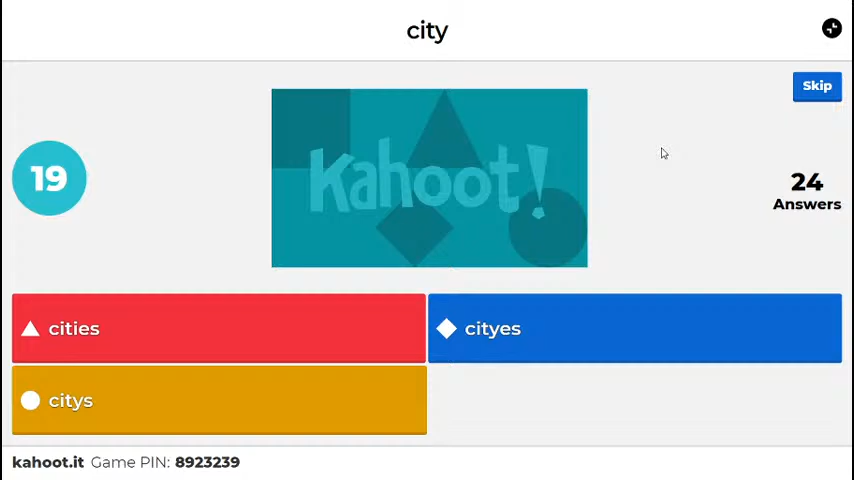 city
Skip
19
Kahoot!
24
Answers
cities
cityes
citys
kahoot.it Game PIN: 8923239